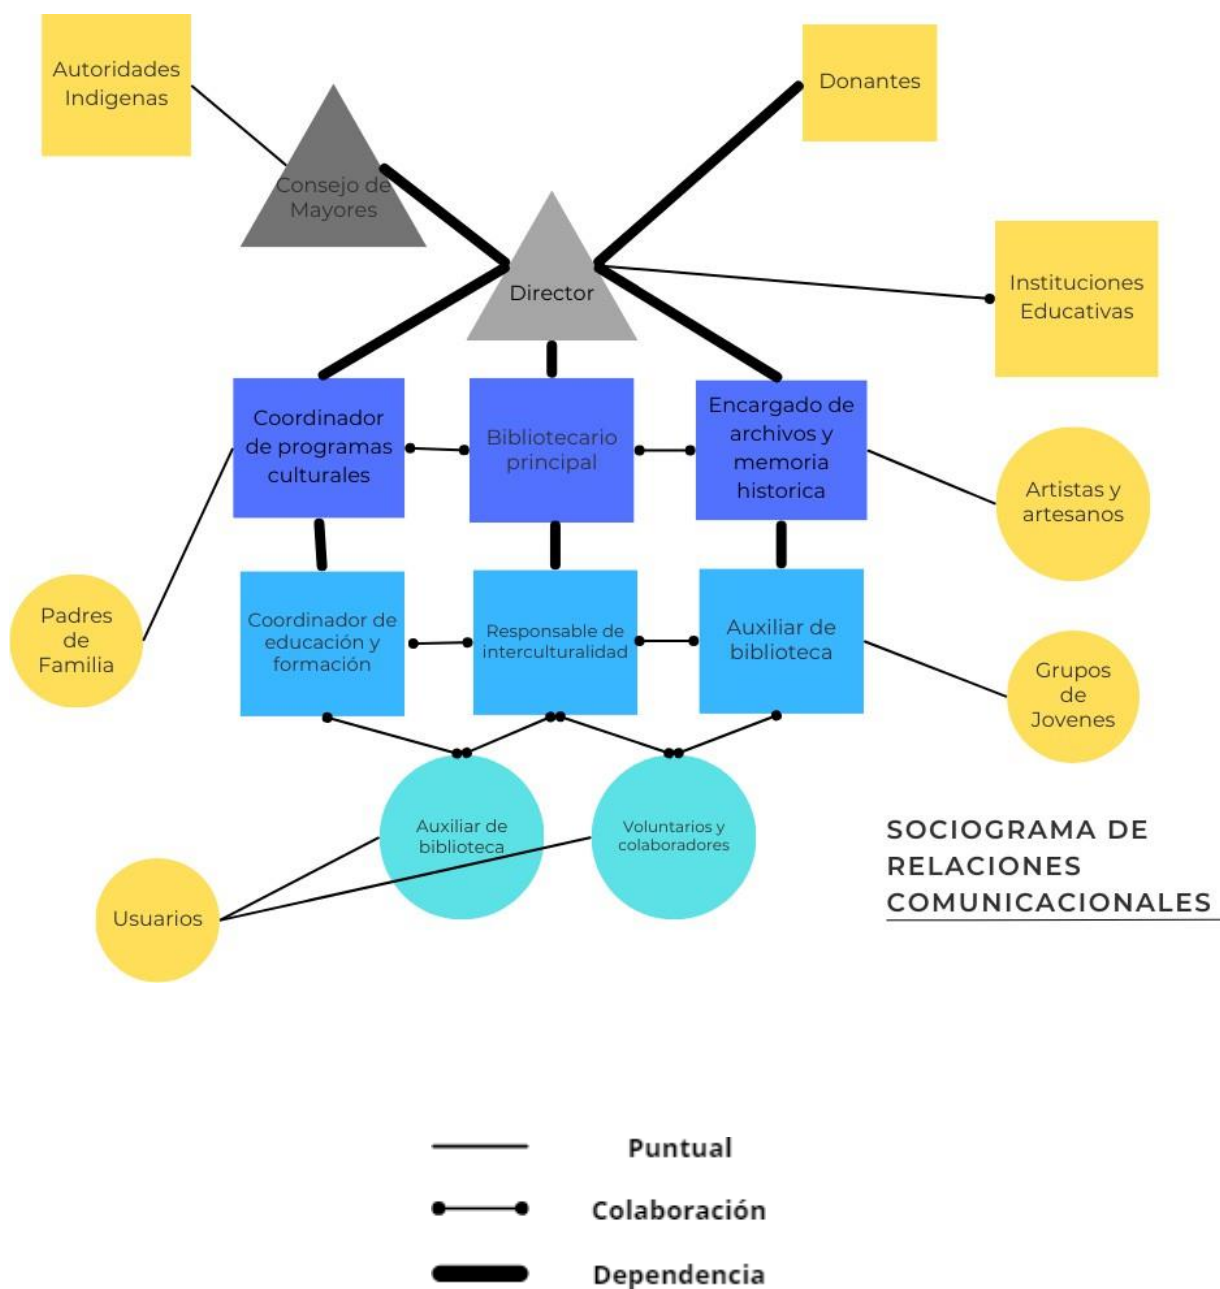 Autoridades
Indigenas
Donantes
Consejo de
Mayores
Director
Instituciones
Educativas
Coordinador
de programas
culturales
Bibliotecario
principal
Encargado de
archivos y
memoria
historica
Artistas y
artesanos
Padres
de
Familia
Coordinador de
educación y
formación
Responsable de
interculturalidad
Auxiliar de
biblioteca
Grupos
de
Jovenes
Auxiliar de
biblioteca
Voluntarios y
colaboradores
Usuarios
SOCIOGRAMA DE
RELACIONES
COMUNICACIONALES
Puntual
Colaboración
Dependencia